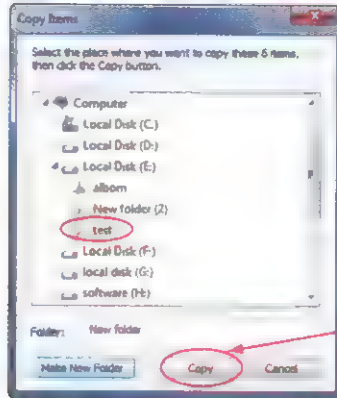 Copy Items
Select the place where you want to copy these 6 items,
then click the Copy button.
Computer
Local Disk (C:)
Local Disk (D:)
Local Disk (E:)
albom
New folder (2)
test
Local Disk (F:)
local disk (G:)
software (H:)
Folder: New folder
Make New Folder Copy Cancel